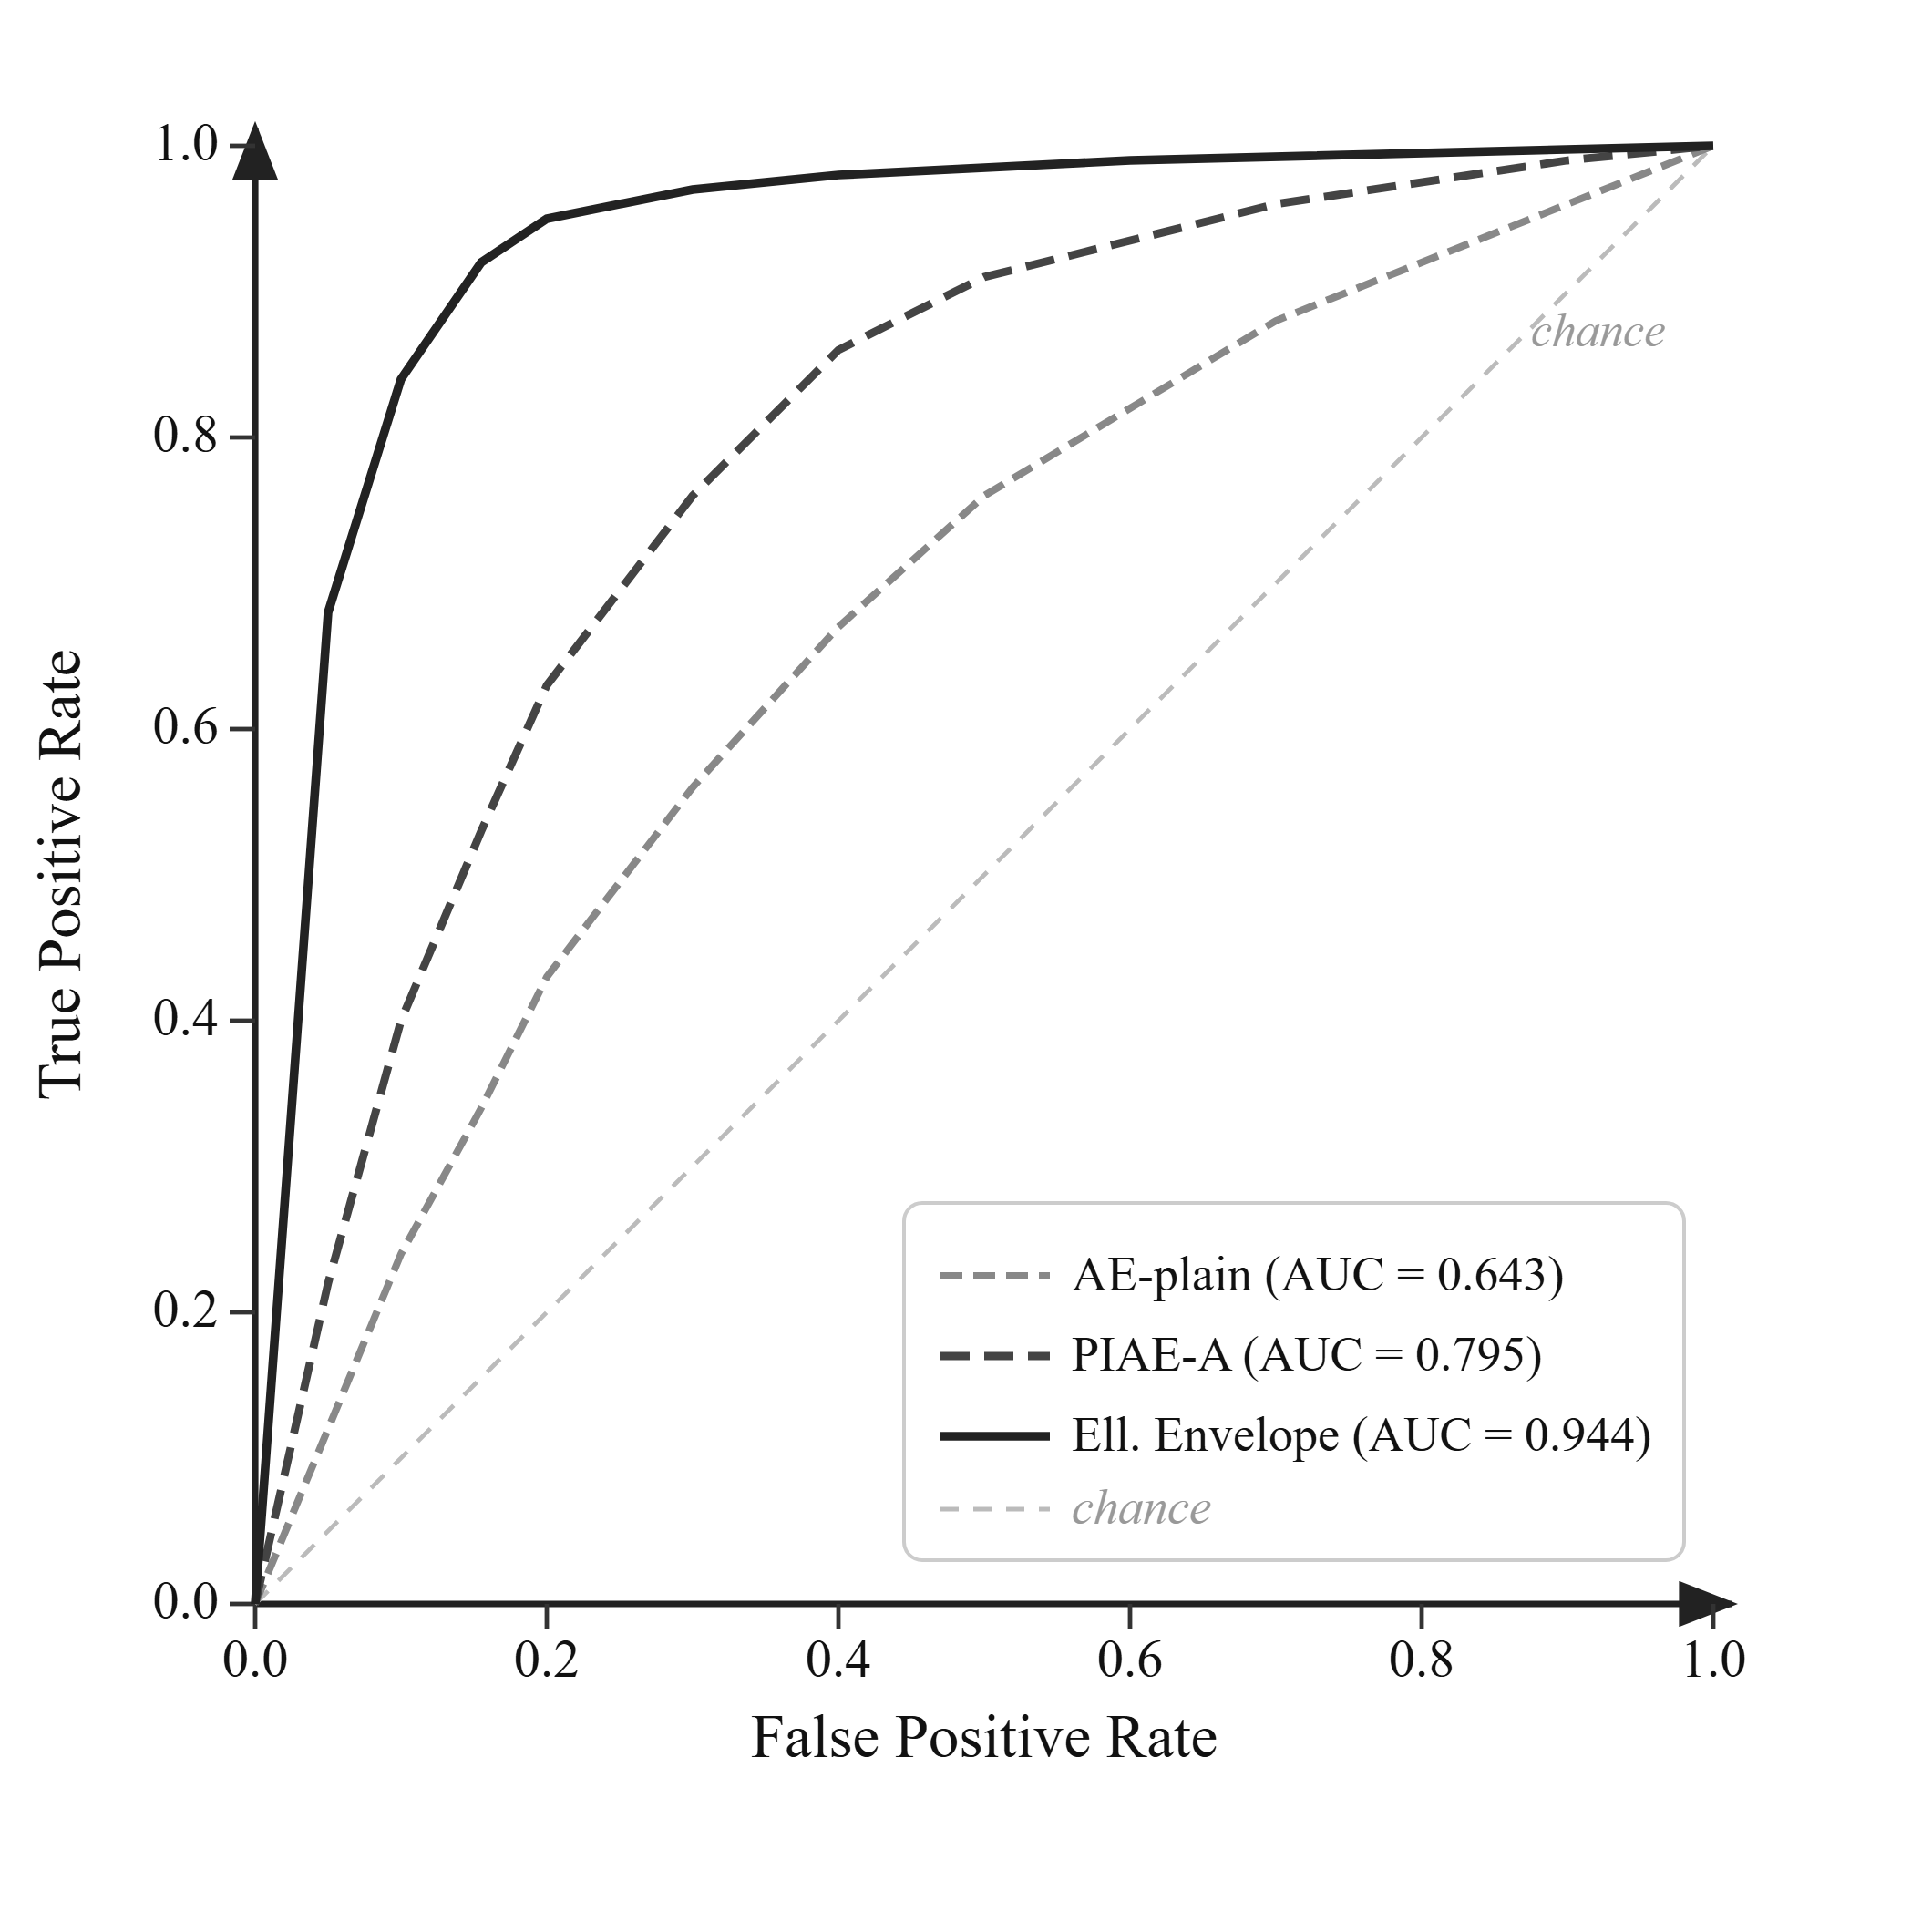 1.0
0.8
0.6
0.4
0.2
0.0
True Positive Rate
chance
AE-plain (AUC = 0.643)
PIAE-A (AUC = 0.795)
Ell. Envelope (AUC = 0.944)
chance
0.0 0.2 0.4 0.6 0.8 1.0
False Positive Rate